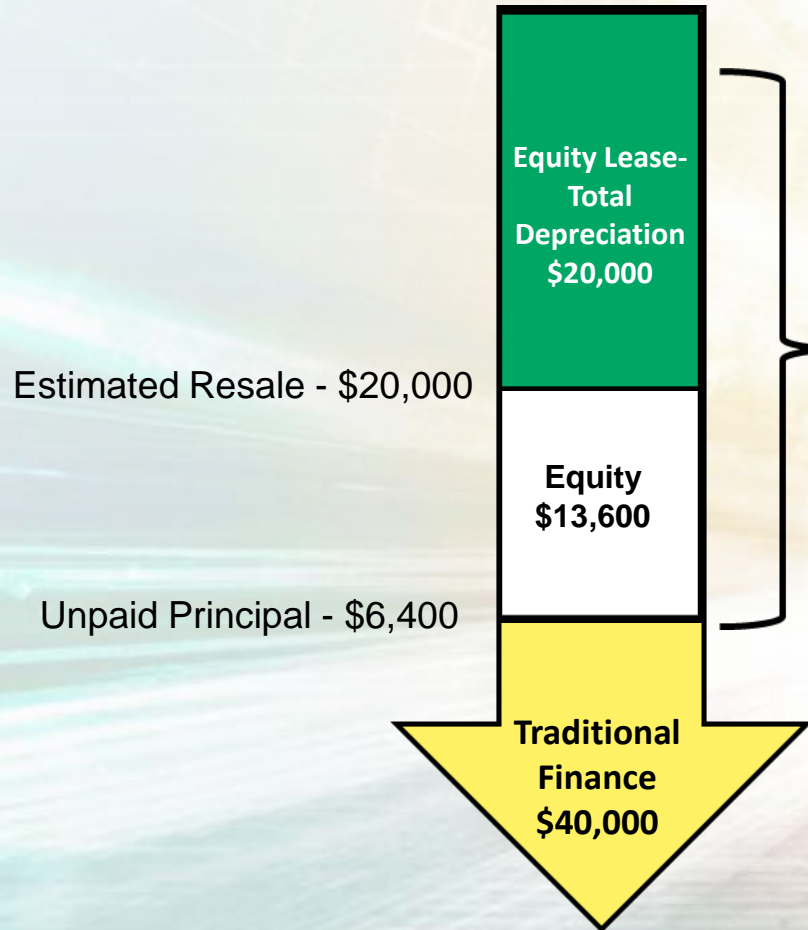 Equity Lease-
Total
Depreciation
$20,000
Estimated Resale - $20,000
Equity
$13,600
Unpaid Principal - $6,400
Traditional
Finance
$40,000